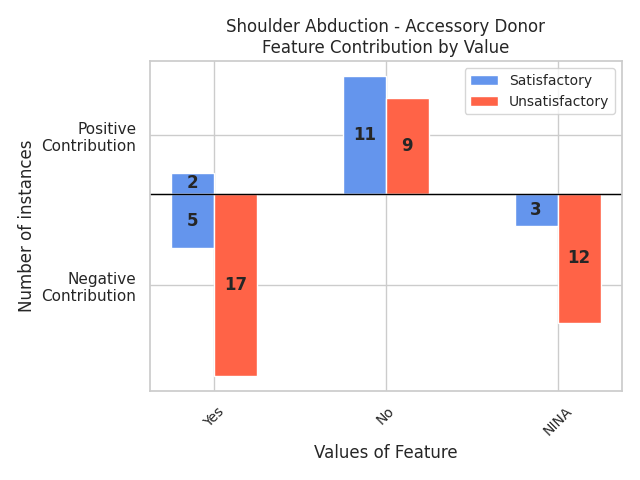 Shoulder Abduction - Accessory Donor
Feature Contribution by Value
Satisfactory
Unsatisfactory
Positive
Contribution
Negative
Contribution
Number of instances
2
5
17
11
9
3
12
Yes
No
NINA
Values of Feature